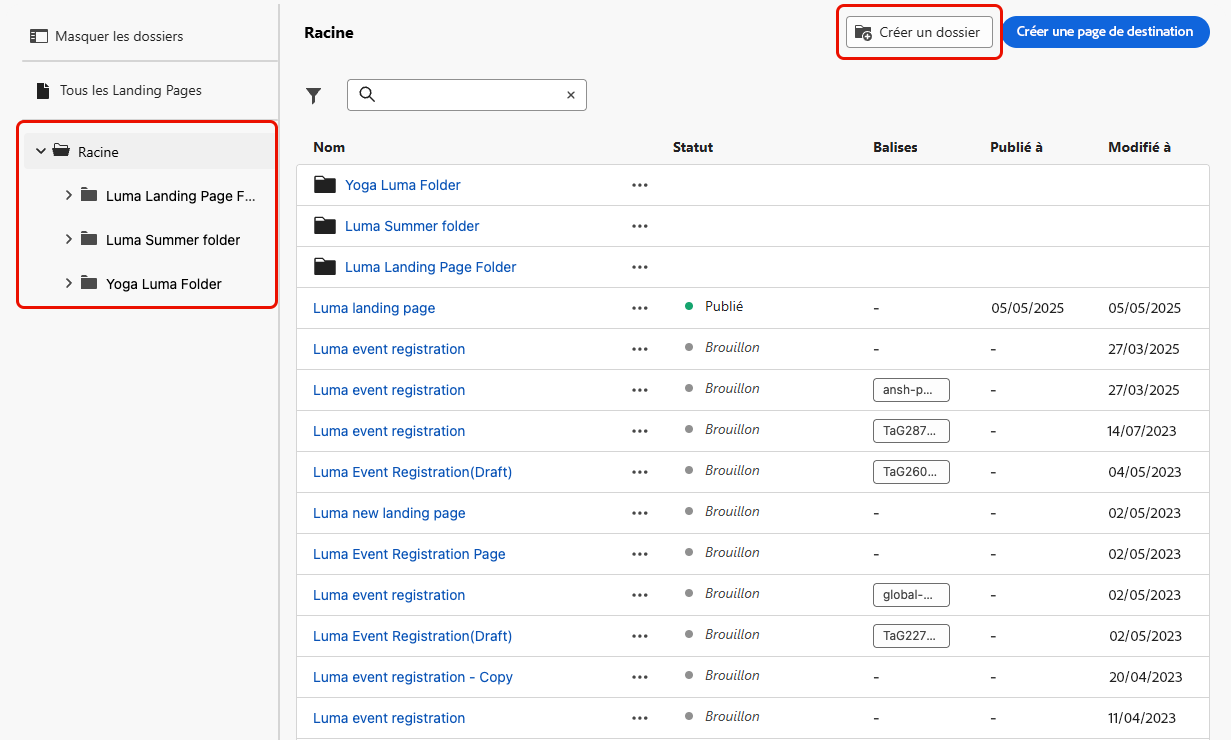 Masquer les dossiers
Tous les Landing Pages
Racine
Luma Landing Page F...
Luma Summer folder
Yoga Luma Folder
Racine
Créer un dossier
Créer une page de destination
Nom Statut Balises Publié à Modifié à
Yoga Luma Folder
Luma Summer folder
Luma Landing Page Folder
Luma landing page Publié - 05/05/2025 05/05/2025
Luma event registration Brouillon - - 27/03/2025
Luma event registration Brouillon ansh-p... - 27/03/2025
Luma event registration Brouillon TaG287... - 14/07/2023
Luma Event Registration(Draft) Brouillon TaG260... - 04/05/2023
Luma new landing page Brouillon - - 02/05/2023
Luma Event Registration Page Brouillon - - 02/05/2023
Luma event registration Brouillon global-... - 02/05/2023
Luma Event Registration(Draft) Brouillon TaG227... - 02/05/2023
Luma event registration - Copy Brouillon - - 20/04/2023
Luma event registration Brouillon - - 11/04/2023